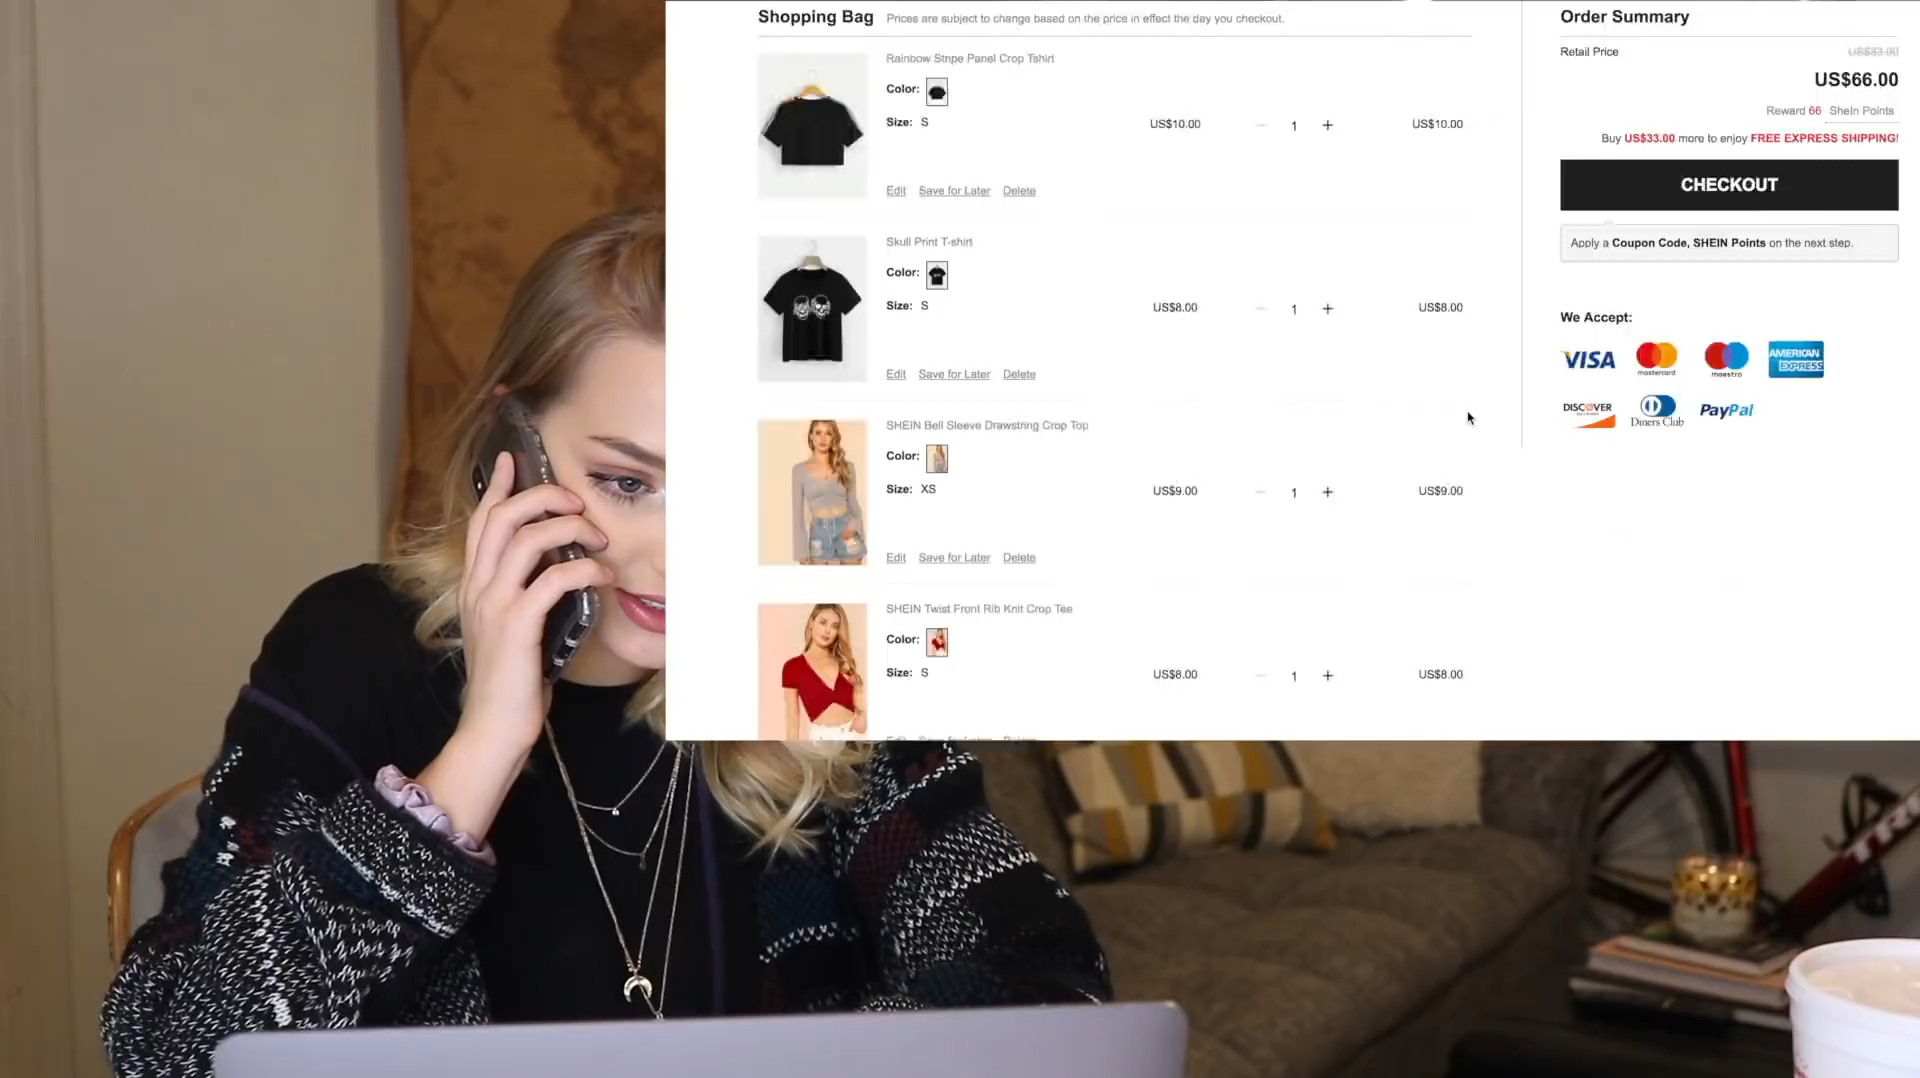 Shopping Bag Prices are subject to change based on the price in effect the day you checkout.
Rainbow Stripe Panel Crop Tshirt
Color:
Size: S
US$10.00 1 + US$10.00
Edit Save for Later Delete
Skull Print T-shirt
Color:
Size: S
US$8.00 1 + US$8.00
Edit Save for Later Delete
SHEIN Bell Sleeve Drawstring Crop Top
Color:
Size: XS
US$9.00 1 + US$9.00
Edit Save for Later Delete
SHEIN Twist Front Rib Knit Crop Tee
Color:
Size: S
US$8.00 1 + US$8.00
Order Summary
Retail Price US$83.00
US$66.00
Reward 66 SheIn Points
Buy US$33.00 more to enjoy FREE EXPRESS SHIPPING!
CHECKOUT
Apply a Coupon Code, SHEIN Points on the next step.
We Accept:
VISA mastercard maestro AMERICAN EXPRESS
DISCOVER Diners Club PayPal